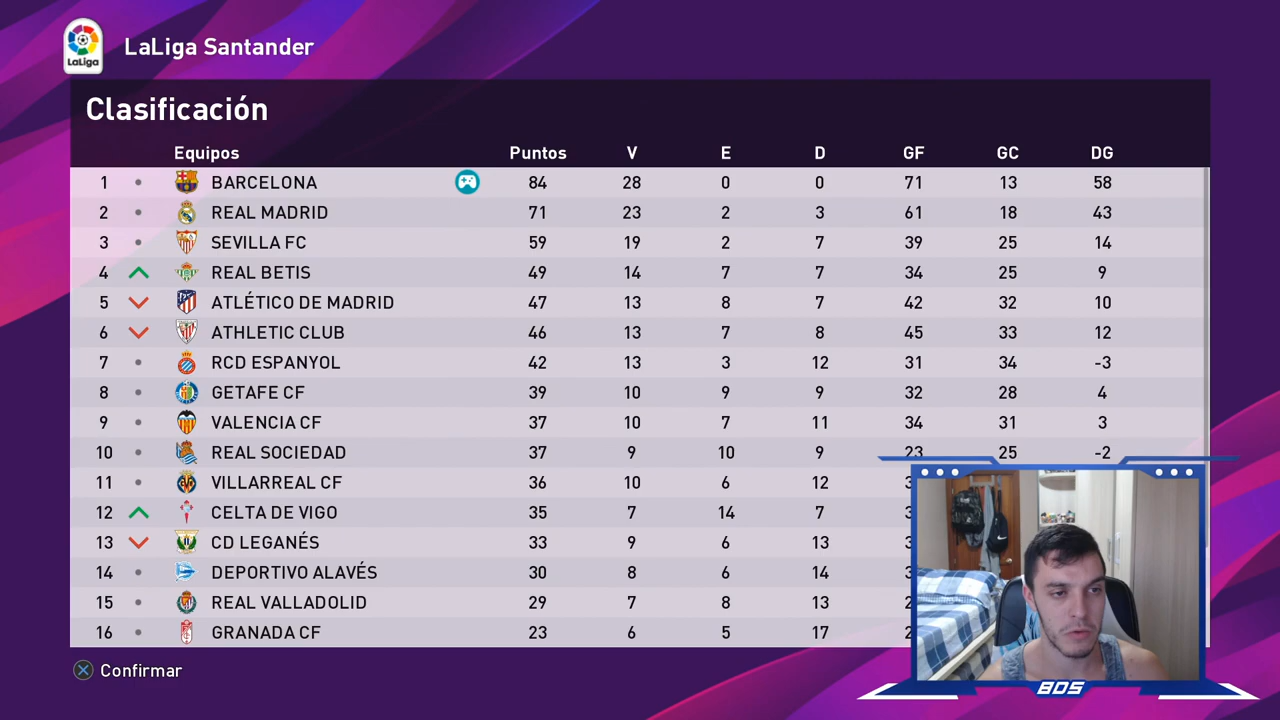 LaLiga
LaLiga Santander
Clasificación
Equipos Puntos V E D GF GC DG
1 BARCELONA 84 28 0 0 71 13 58
2 REAL MADRID 71 23 2 3 61 18 43
3 SEVILLA FC 59 19 2 7 39 25 14
4 REAL BETIS 49 14 7 7 34 25 9
5 ATLÉTICO DE MADRID 47 13 8 7 42 32 10
6 ATHLETIC CLUB 46 13 7 8 45 33 12
7 RCD ESPANYOL 42 13 3 12 31 34 -3
8 GETAFE CF 39 10 9 9 32 28 4
9 VALENCIA CF 37 10 7 11 34 31 3
10 REAL SOCIEDAD 37 9 10 9 23 25 -2
11 VILLARREAL CF 36 10 6 12
12 CELTA DE VIGO 35 7 14 7
13 CD LEGANÉS 33 9 6 13
14 DEPORTIVO ALAVÉS 30 8 6 14
15 REAL VALLADOLID 29 7 8 13
16 GRANADA CF 23 6 5 17
Confirmar
BDS